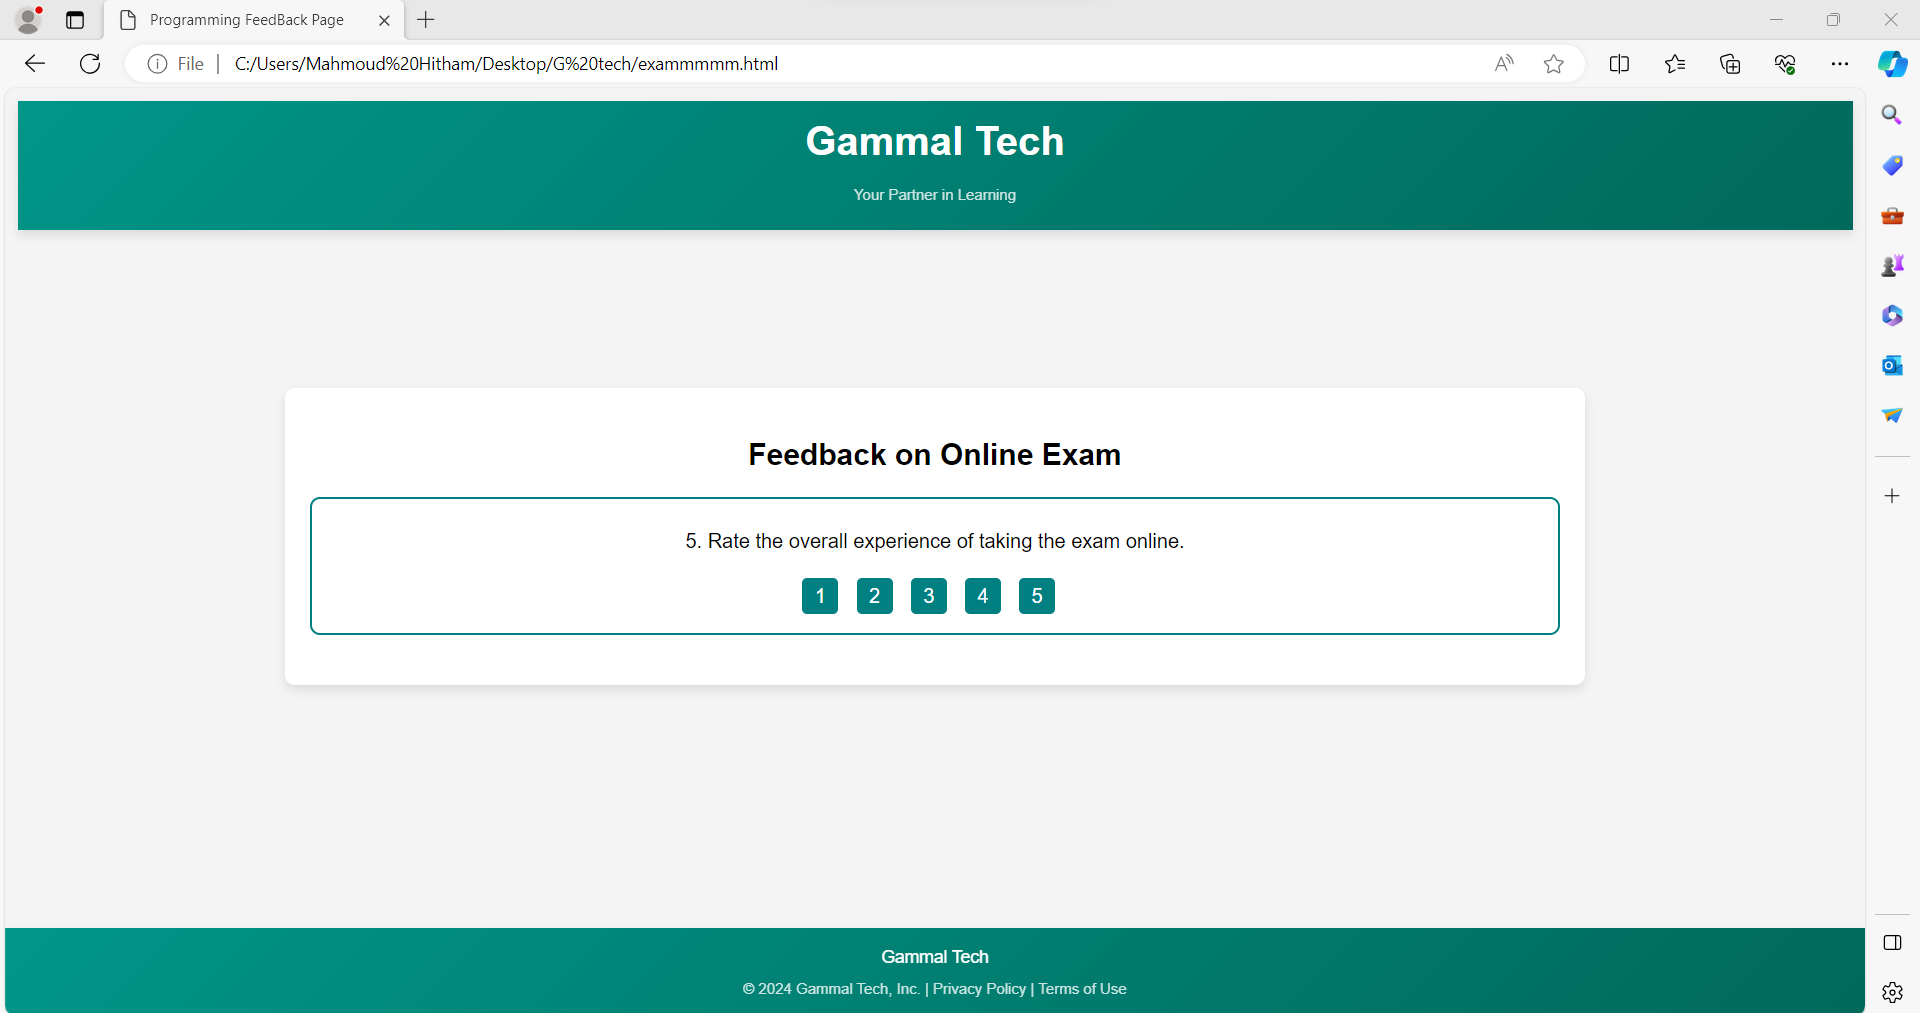 Programming FeedBack Page
File
C:/Users/Mahmoud%20Hitham/Desktop/G%20tech/exammmmm.html
Gammal Tech
Your Partner in Learning
Feedback on Online Exam
5. Rate the overall experience of taking the exam online.
1 2 3 4 5
Gammal Tech
© 2024 Gammal Tech, Inc. | Privacy Policy | Terms of Use